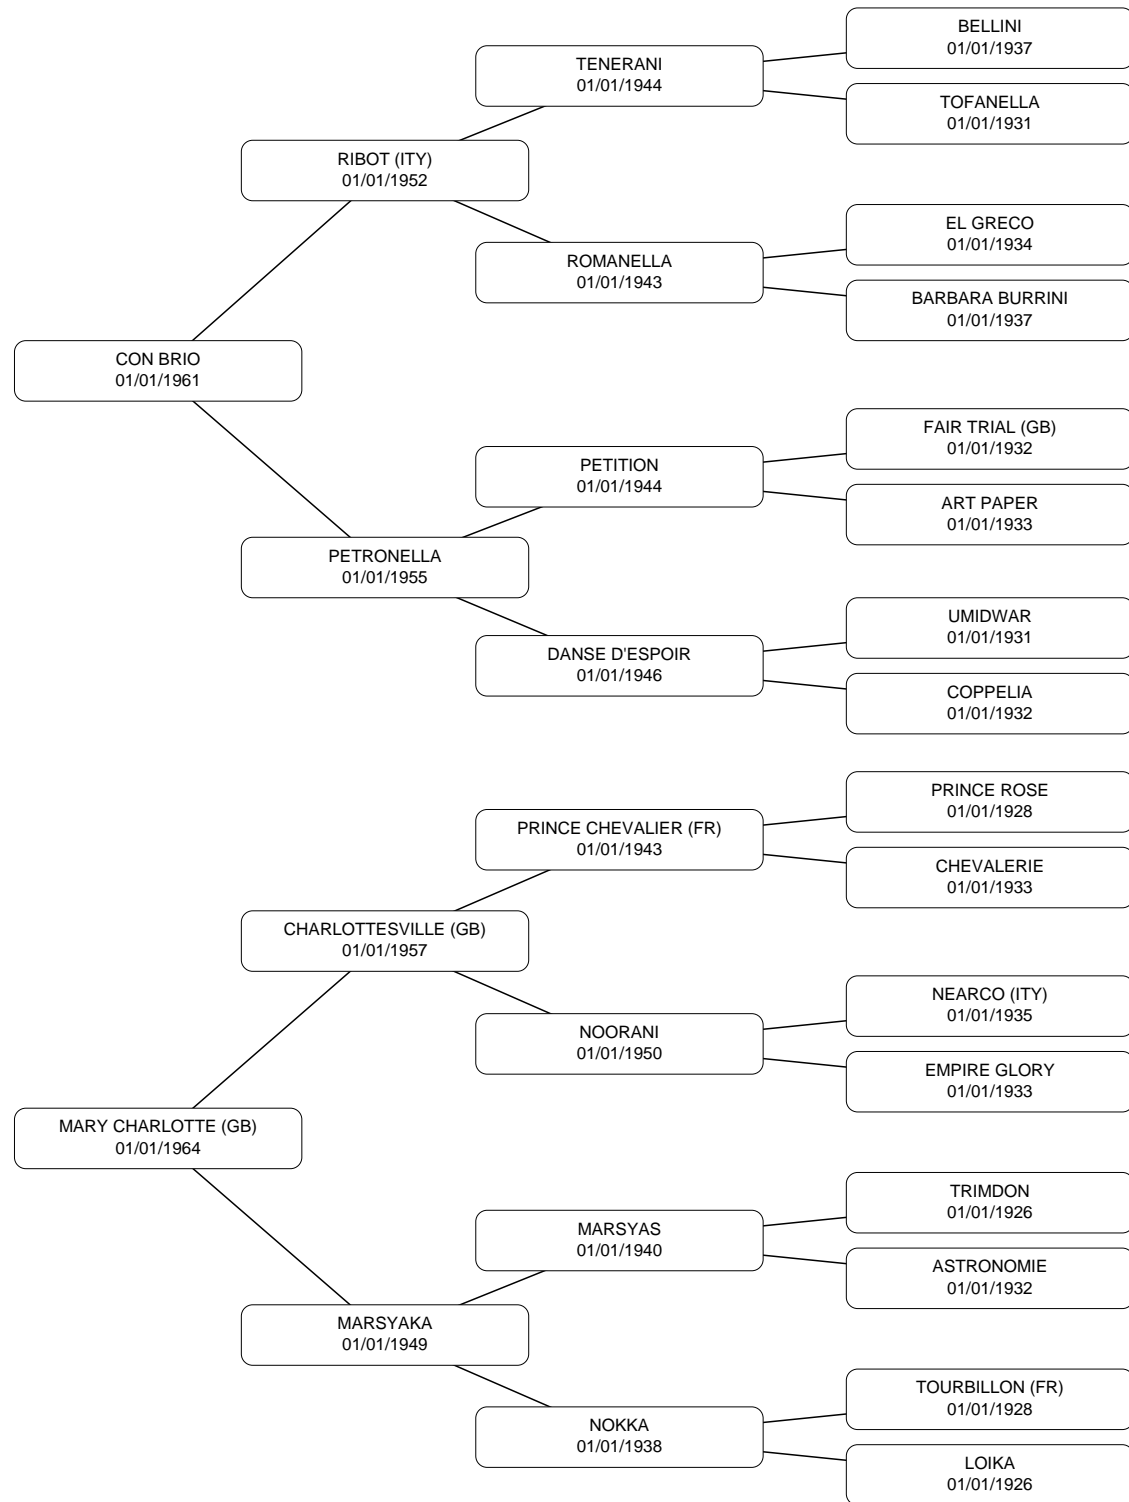 BELLINI
01/01/1937
TENERANI
01/01/1944
TOFANELLA
01/01/1931
RIBOT (ITY)
01/01/1952
EL GRECO
01/01/1934
ROMANELLA
01/01/1943
BARBARA BURRINI
01/01/1937
CON BRIO
01/01/1961
FAIR TRIAL (GB)
01/01/1932
PETITION
01/01/1944
ART PAPER
01/01/1933
PETRONELLA
01/01/1955
UMIDWAR
01/01/1931
DANSE D'ESPOIR
01/01/1946
COPPELIA
01/01/1932
PRINCE ROSE
01/01/1928
PRINCE CHEVALIER (FR)
01/01/1943
CHEVALERIE
01/01/1933
CHARLOTTESVILLE (GB)
01/01/1957
NEARCO (ITY)
01/01/1935
NOORANI
01/01/1950
EMPIRE GLORY
01/01/1933
MARY CHARLOTTE (GB)
01/01/1964
TRIMDON
01/01/1926
MARSYAS
01/01/1940
ASTRONOMIE
01/01/1932
MARSYAKA
01/01/1949
TOURBILLON (FR)
01/01/1928
NOKKA
01/01/1938
LOIKA
01/01/1926